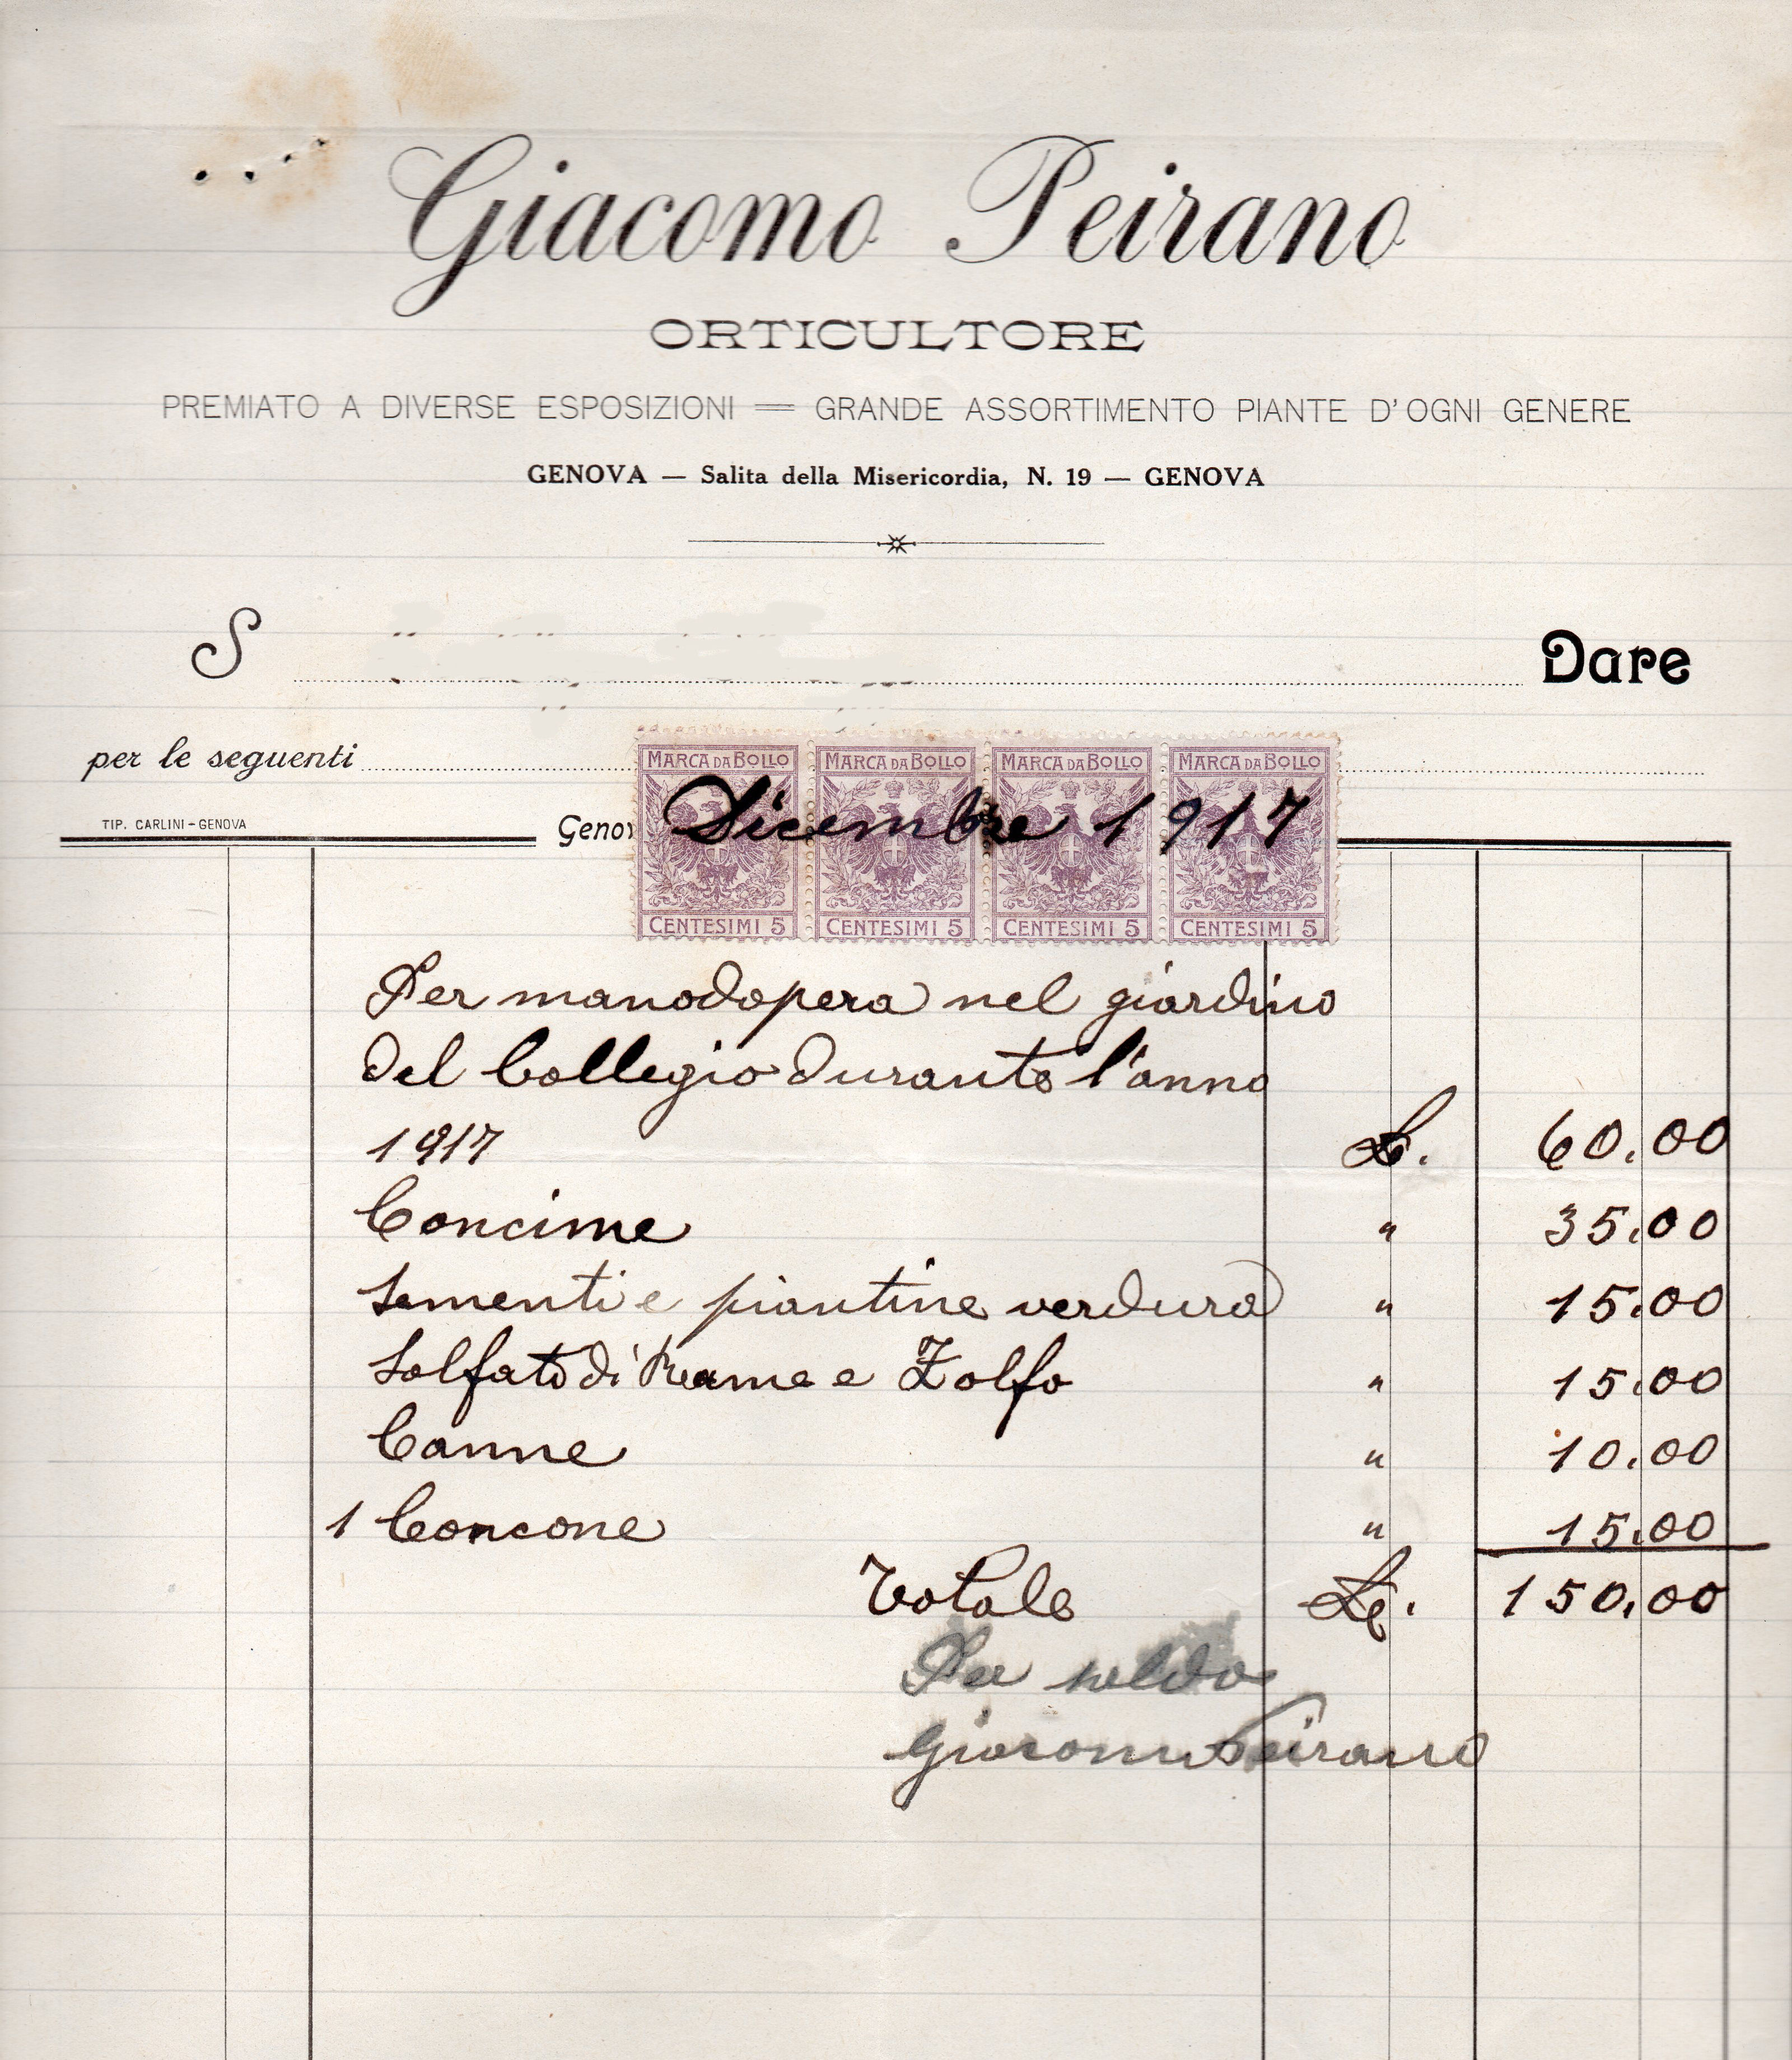 Giacomo Peirano
ORTICULTORE
PREMIATO A DIVERSE ESPOSIZIONI = GRANDE ASSORTIMENTO PIANTE D'OGNI GENERE
GENOVA — Salita della Misericordia, N. 19 — GENOVA
S Dare
per le seguenti
MARCA DA BOLLO MARCA DA BOLLO MARCA DA BOLLO MARCA DA BOLLO
TIP. CARLINI - GENOVA
Genov Dicembre 1917
CENTESIMI 5 CENTESIMI 5 CENTESIMI 5 CENTESIMI 5
Per manodopera nel giardino
del Collegio durante l'anno
1917 L. 60.00
Concime " 35.00
Sementi e piantine verdura " 15.00
Solfato di Rame e Zolfo " 15.00
Canne " 10.00
1 Concone " 15.00
Totale L. 150.00
Per saldo
Giacomo Peirano